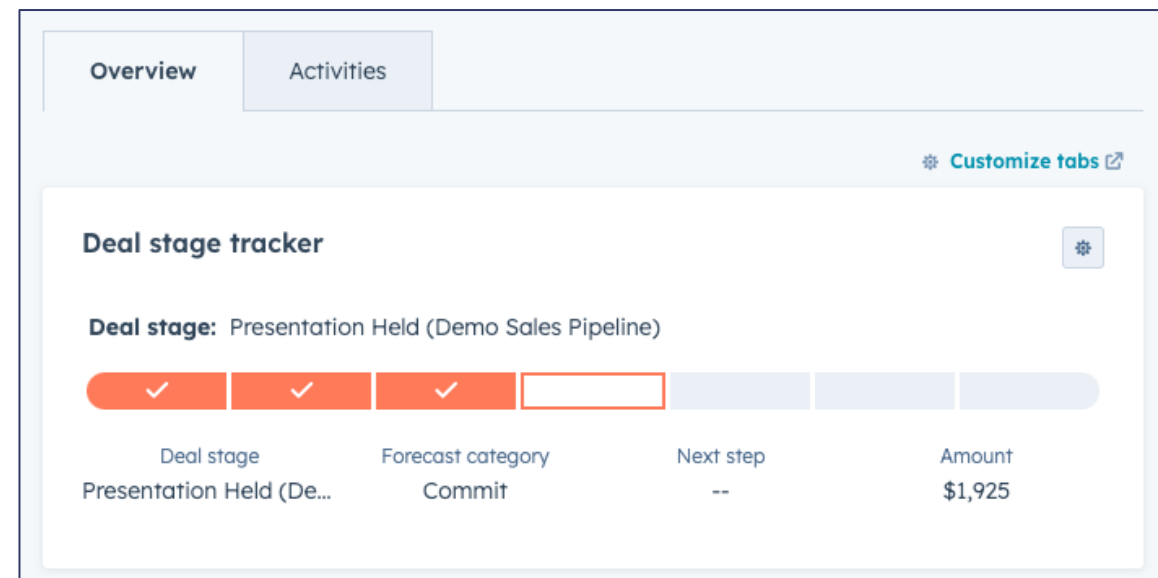 Overview Activities
Customize tabs
Deal stage tracker
Deal stage: Presentation Held (Demo Sales Pipeline)
Deal stage Forecast category Next step Amount
Presentation Held (De... Commit -- $1,925